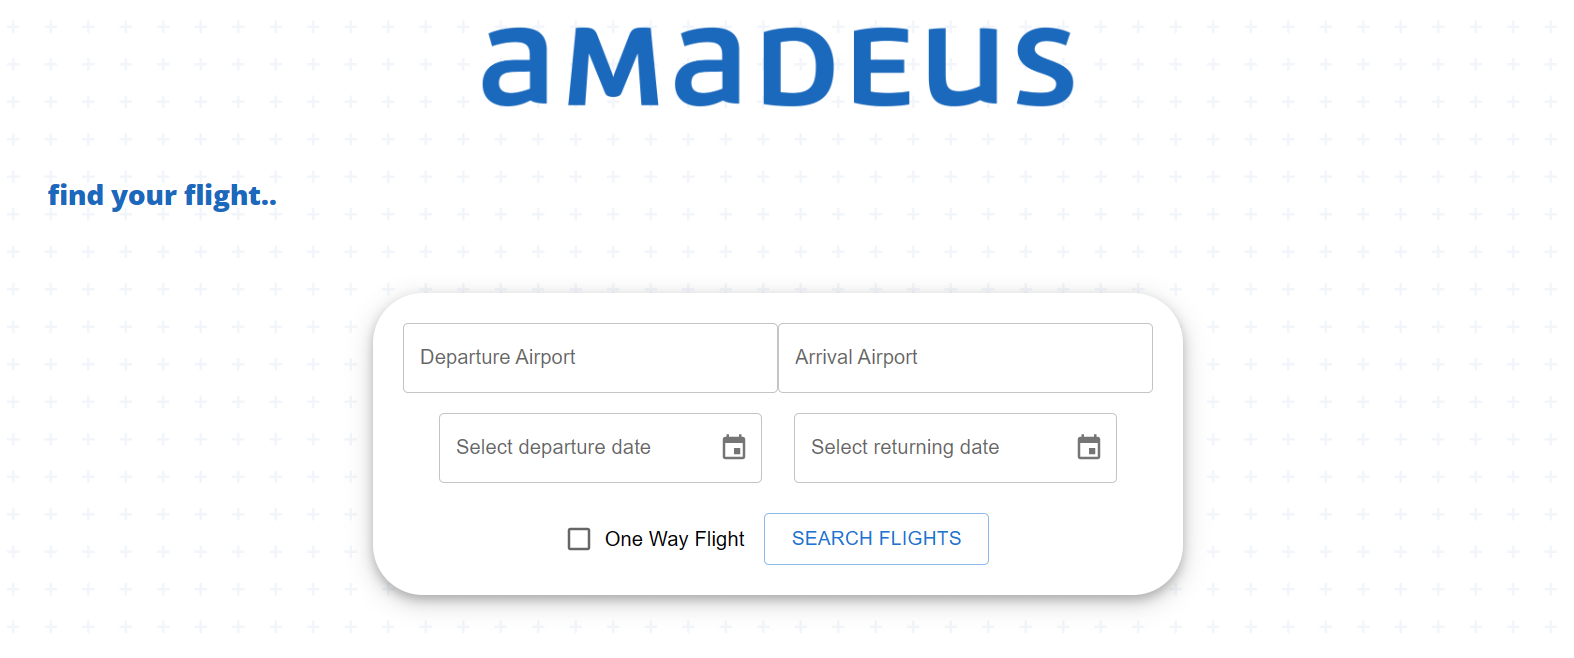 aMaDEUS
find your flight..
Departure Airport
Arrival Airport
Select departure date
Select returning date
One Way Flight
SEARCH FLIGHTS